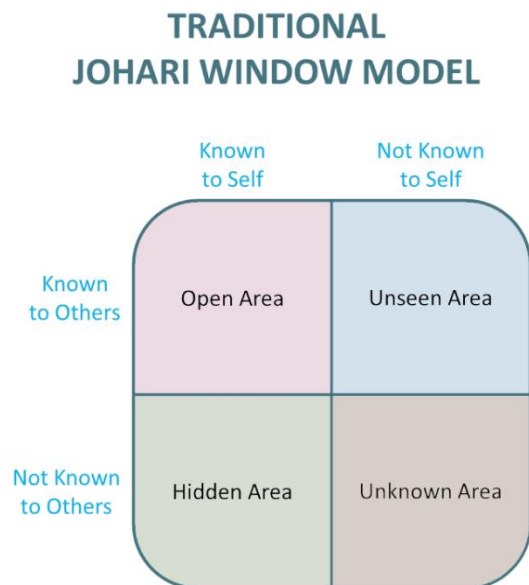 TRADITIONAL
JOHARI WINDOW MODEL
Known
to Self
Not Known
to Self
Known
to Others
Open Area
Unseen Area
Not Known
to Others
Hidden Area
Unknown Area